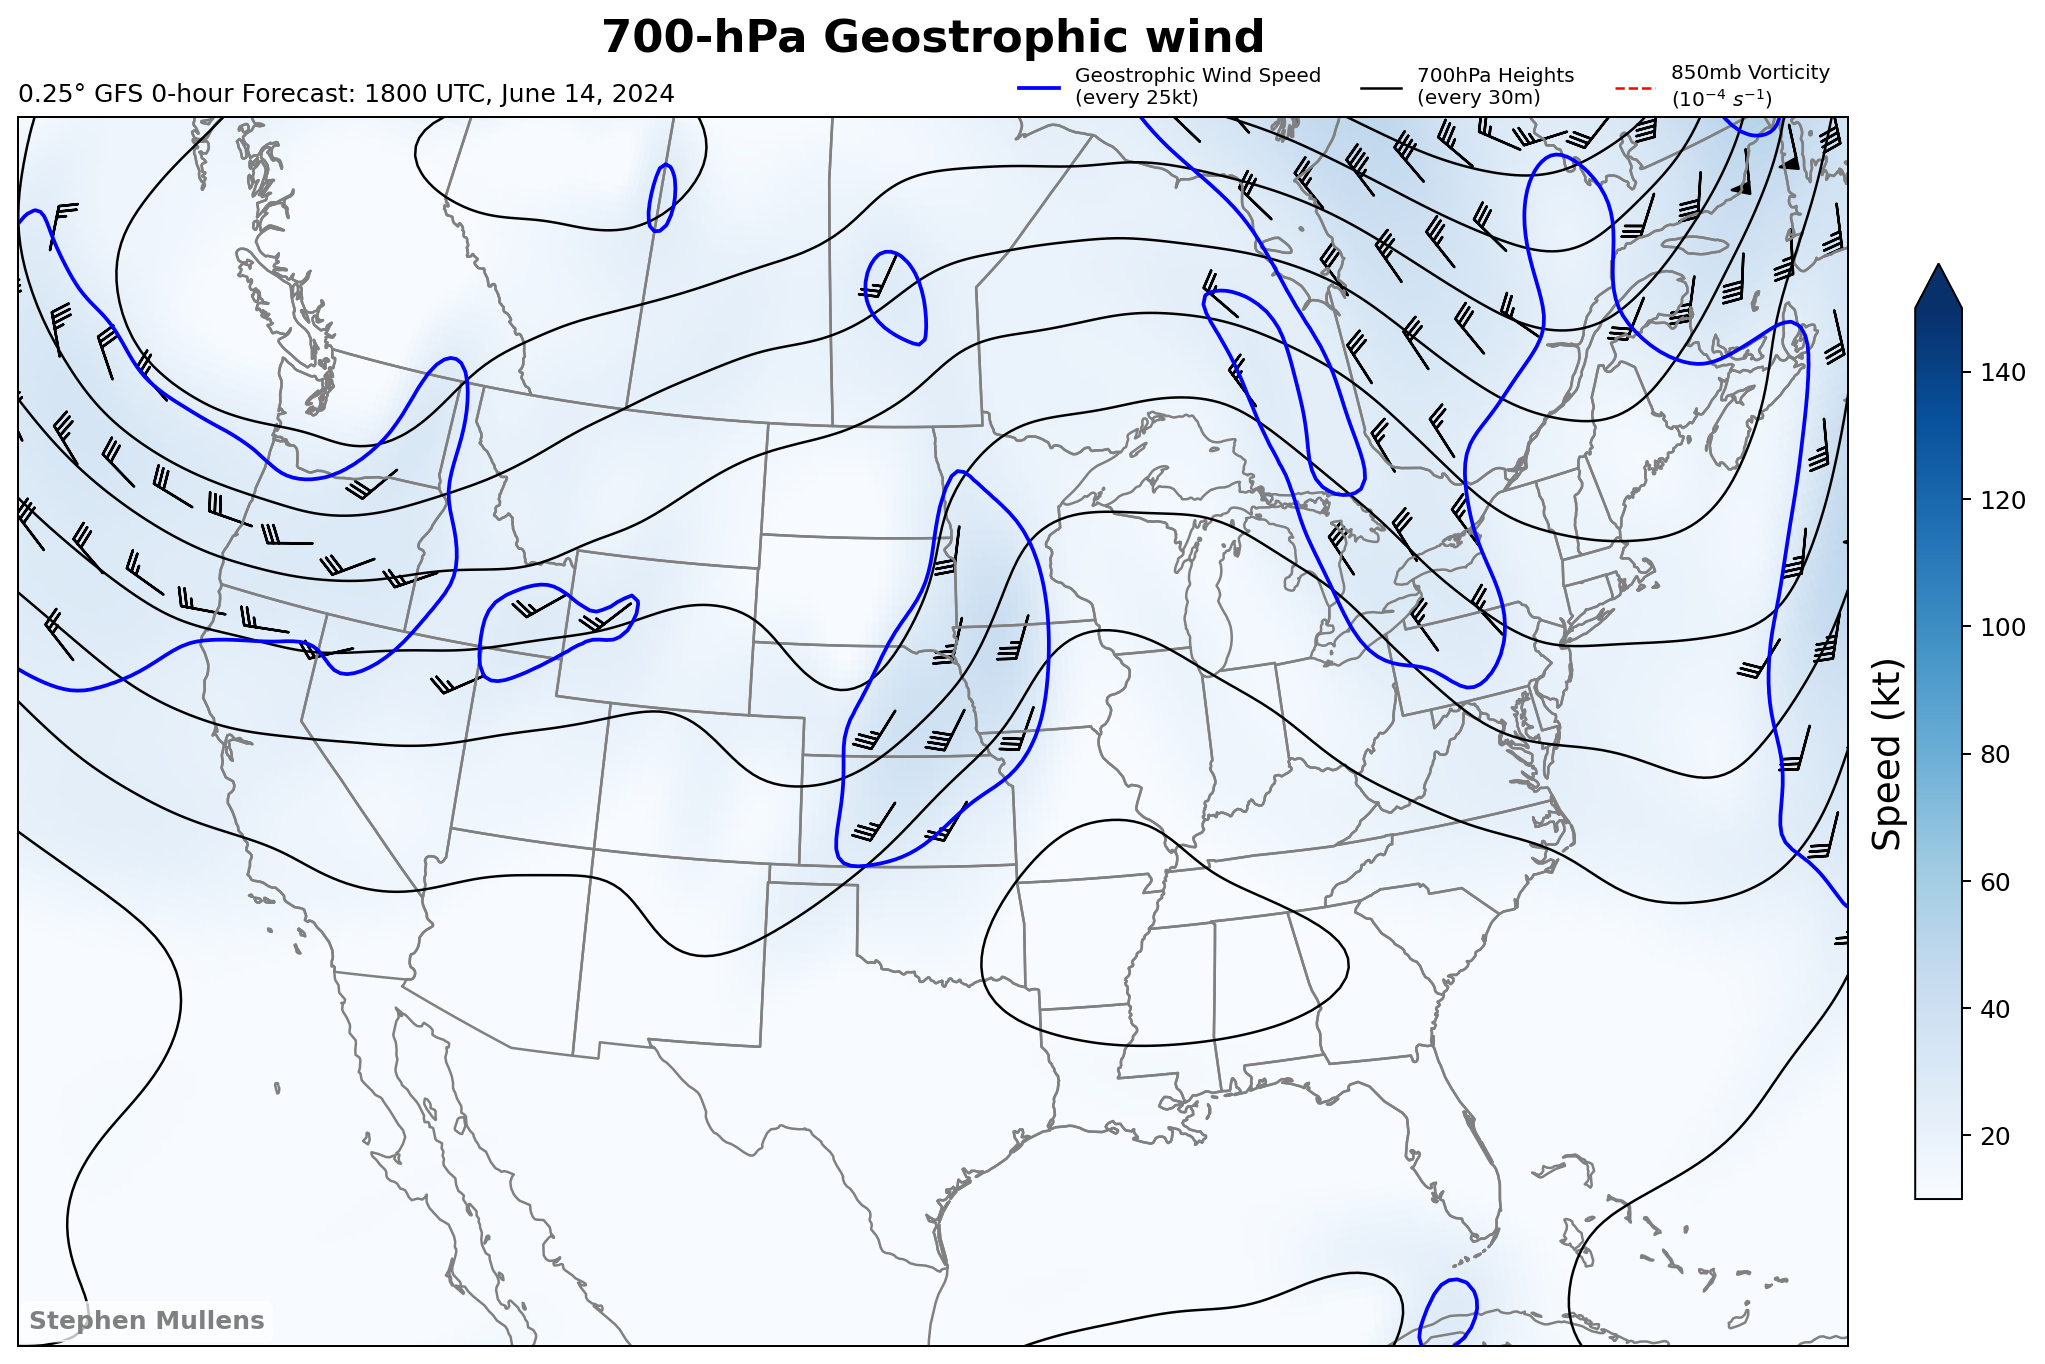 700-hPa Geostrophic wind
0.25° GFS 0-hour Forecast: 1800 UTC, June 14, 2024
Geostrophic Wind Speed
(every 25kt)
700hPa Heights
(every 30m)
850mb Vorticity
(10⁻⁴ s⁻¹)
140
120
100
80
60
40
20
Speed (kt)
Stephen Mullens